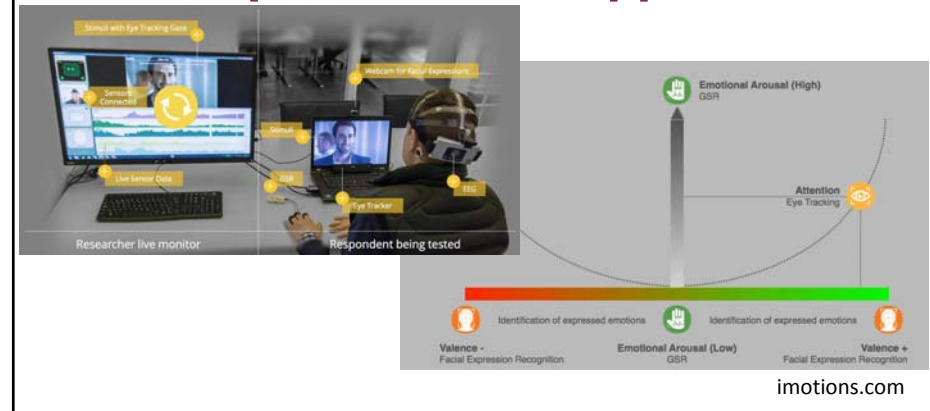 Stimuli with Eye Tracking Gaze
Webcam for Facial Expressions
Sensors
Connected
Stimuli
Live Sensor Data
GSR
EEG
Eye Tracker
Researcher live monitor
Respondent being tested
Emotional Arousal (High)
GSR
Attention
Eye Tracking
Identification of expressed emotions
Identification of expressed emotions
Valence -
Facial Expression Recognition
Emotional Arousal (Low)
GSR
Valence +
Facial Expression Recognition
imotions.com